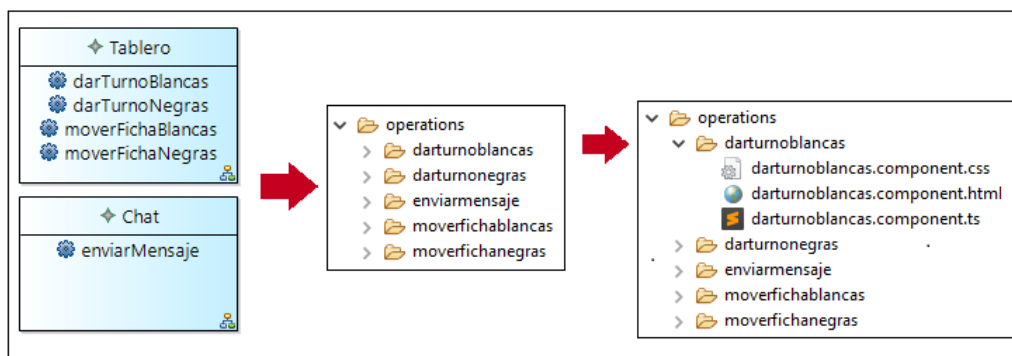 Tablero
darTurnoBlancas
darTurnoNegras
moverFichaBlancas
moverFichaNegras
Chat
enviarMensaje
operations
darturnoblancas
darturnonegras
enviarmensaje
moverfichablancas
moverfichanegras
operations
darturnoblancas
darturnoblancas.component.css
darturnoblancas.component.html
darturnoblancas.component.ts
darturnonegras
enviarmensaje
moverfichablancas
moverfichanegras